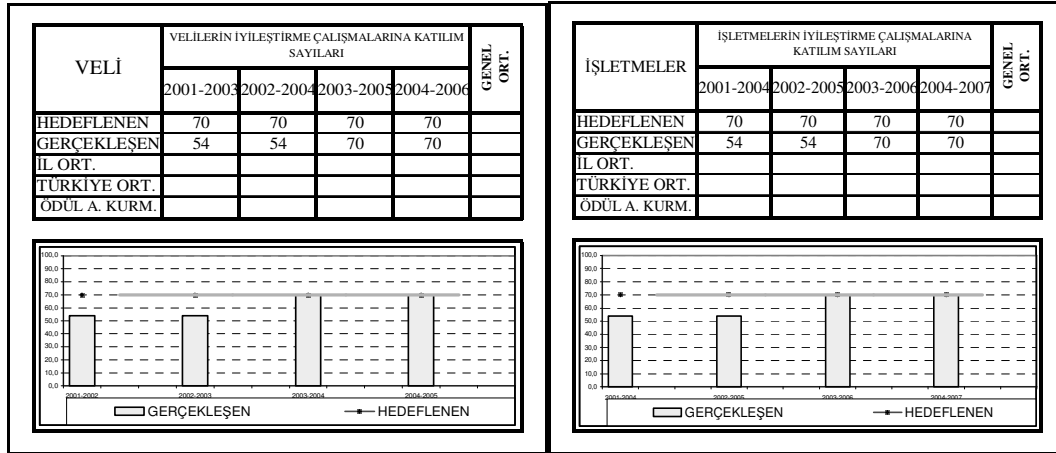 VELİ
VELİLERİN İYİLEŞTİRME ÇALIŞMALARINA KATILIM
SAYILARI
GENEL
ORT.
2001-2003 2002-2004 2003-2005 2004-2006
HEDEFLENEN 70 70 70 70
GERÇEKLEŞEN 54 54 70 70
İL ORT.
TÜRKİYE ORT.
ÖDÜL A. KURM.
100,0
90,0
80,0
70,0
60,0
50,0
40,0
30,0
20,0
10,0
0,0
2001-2002 2002-2003 2003-2004 2004-2005
GERÇEKLEŞEN HEDEFLENEN
İŞLETMELER
İŞLETMELERİN İYİLEŞTİRME ÇALIŞMALARINA
KATILIM SAYILARI
GENEL
ORT.
2001-2004 2002-2005 2003-2006 2004-2007
HEDEFLENEN 70 70 70 70
GERÇEKLEŞEN 54 54 70 70
İL ORT.
TÜRKİYE ORT.
ÖDÜL A. KURM.
100,0
90,0
80,0
70,0
60,0
50,0
40,0
30,0
20,0
10,0
0,0
2001-2004 2002-2005 2003-2006 2004-2007
GERÇEKLEŞEN HEDEFLENEN